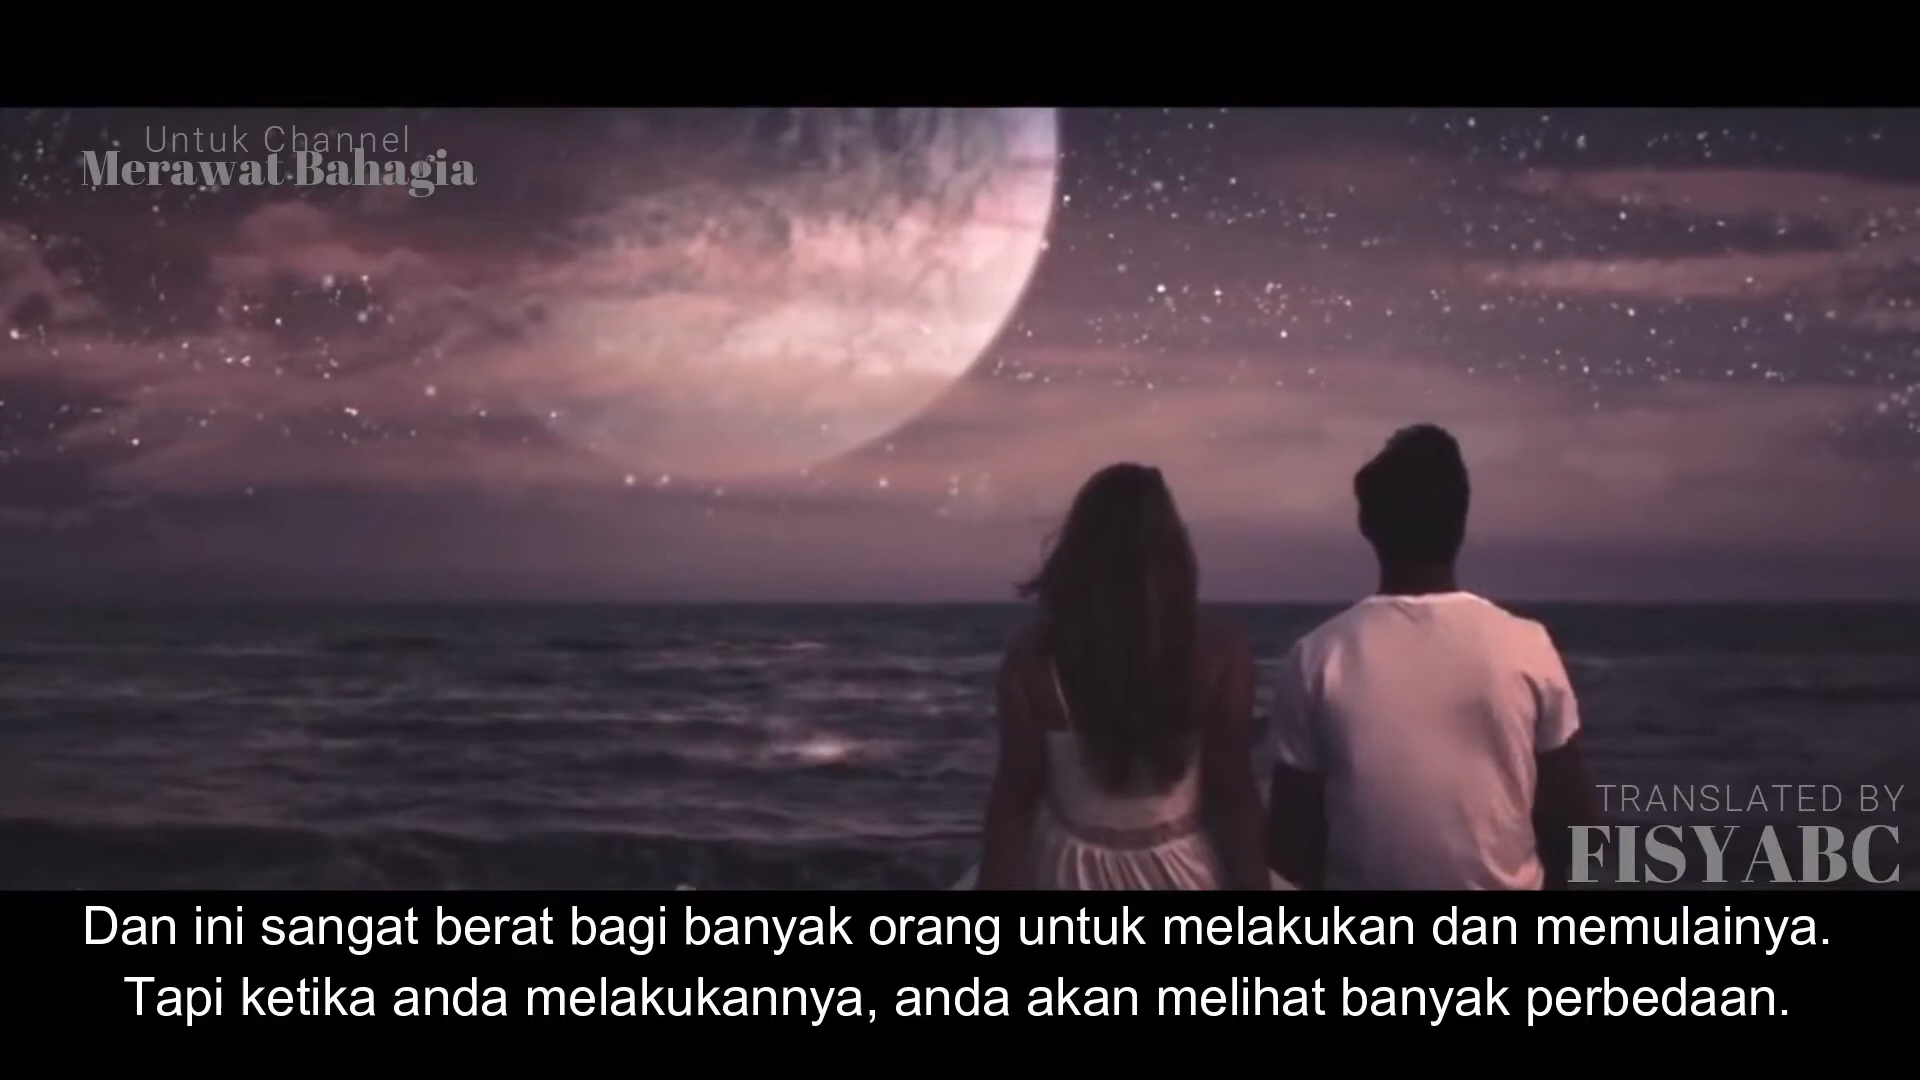 Untuk Channel
Merawat Bahagia
TRANSLATED BY
FISYABC
Dan ini sangat berat bagi banyak orang untuk melakukan dan memulainya.
Tapi ketika anda melakukannya, anda akan melihat banyak perbedaan.